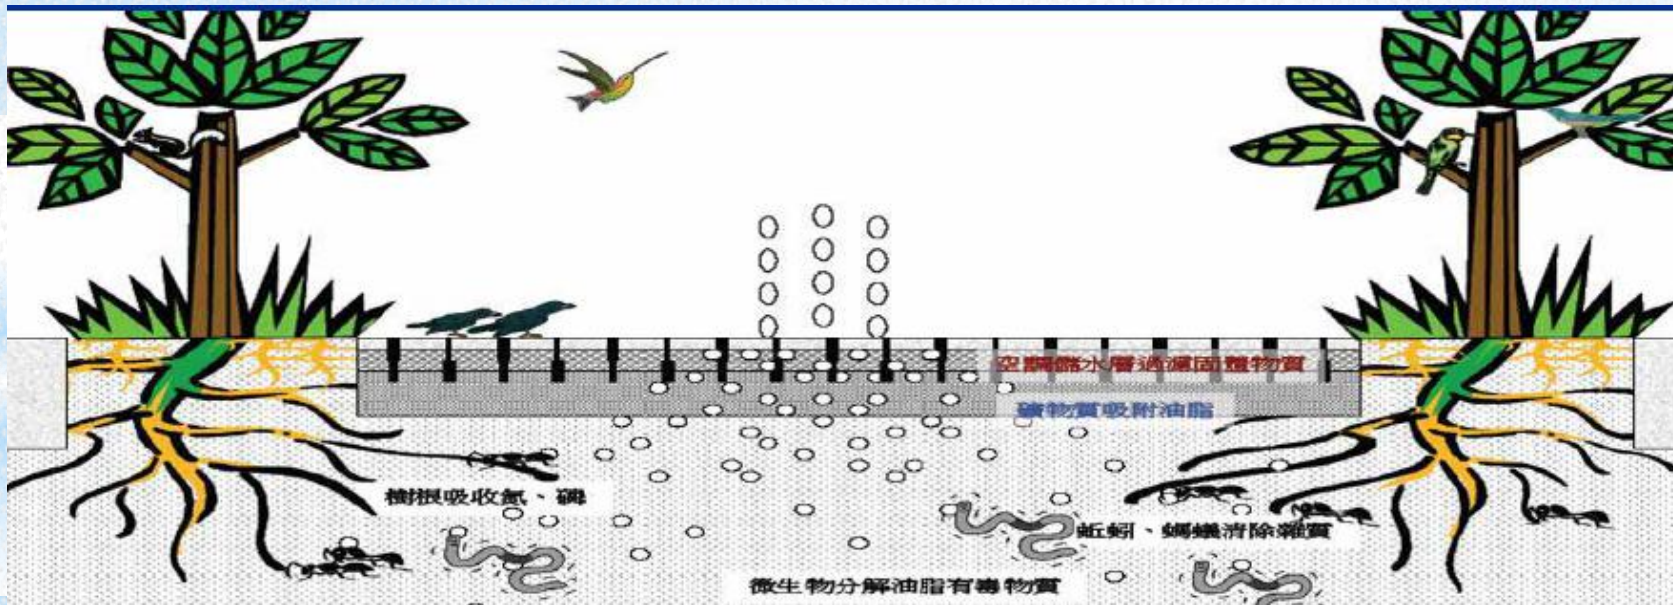 空調儲水層過濾固體物質
礦物質吸附油脂
樹根吸收氮、磷
蚯蚓、螞蟻清除雜質
微生物分解油脂有毒物質